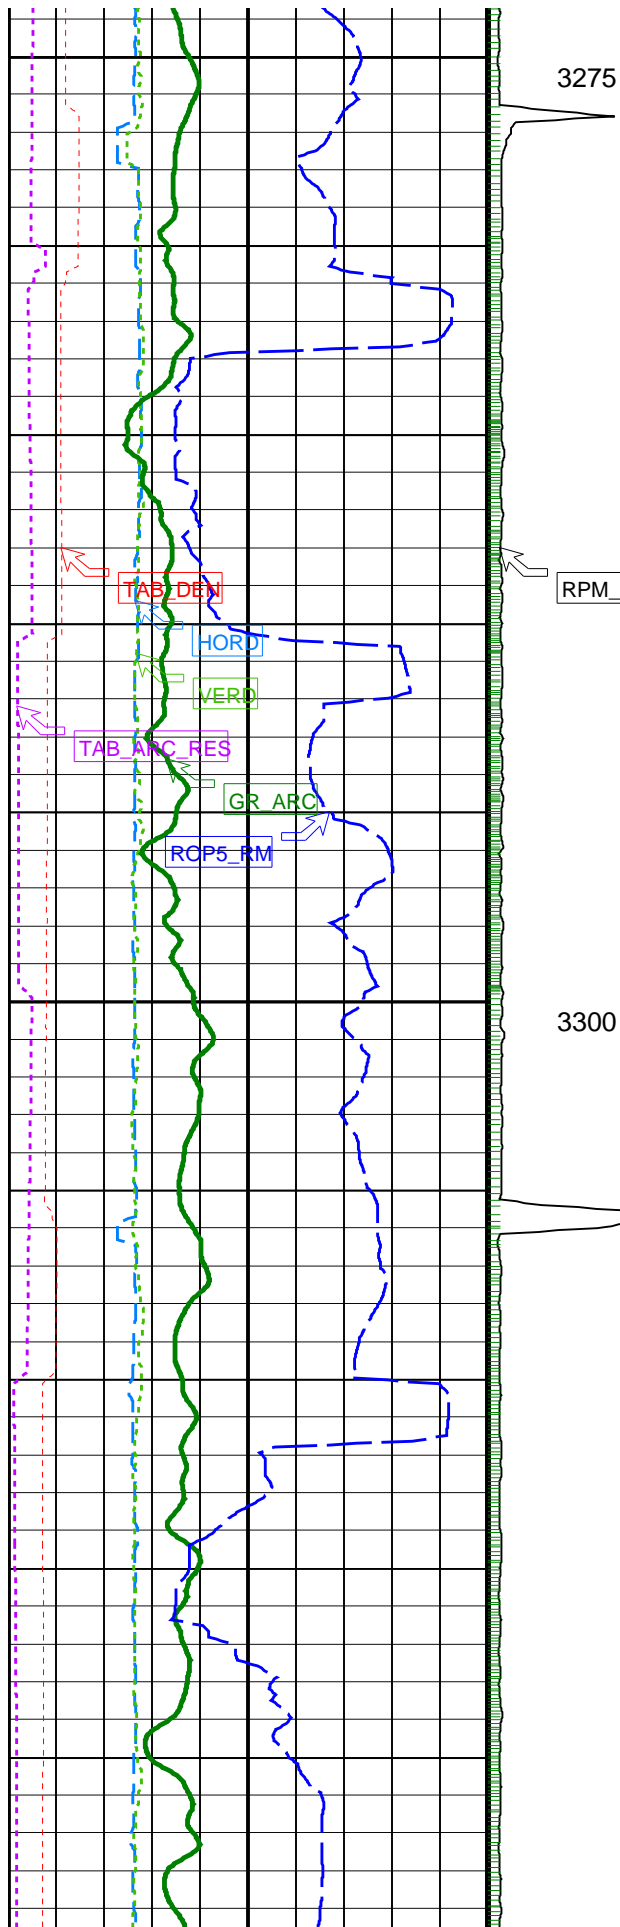 3275
TAB_DEN
RPM_
HORD
VERD
TAB_ARC_RES
GR_ARC
ROP5_RM
3300